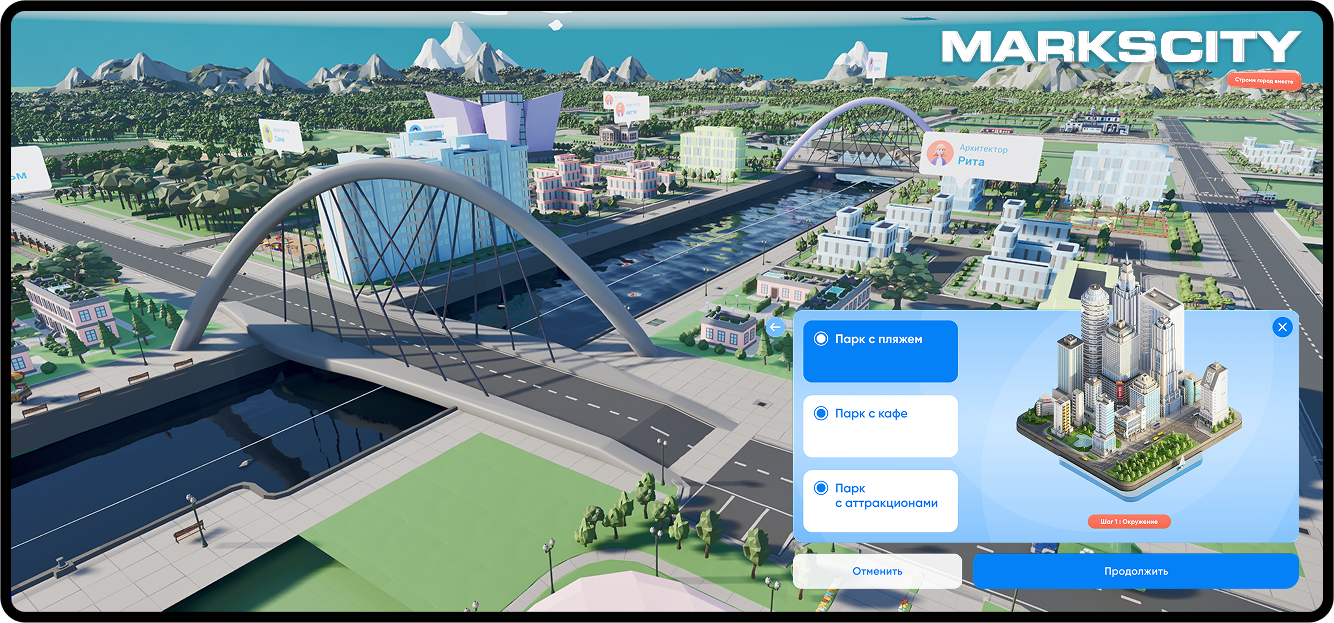 MARKSCITY
Строим город вместе
Архитектор
Рита
Парк с пляжем
Парк с кафе
Парк
с аттракционами
Шаг 1 : Окружение
Отменить
Продолжить